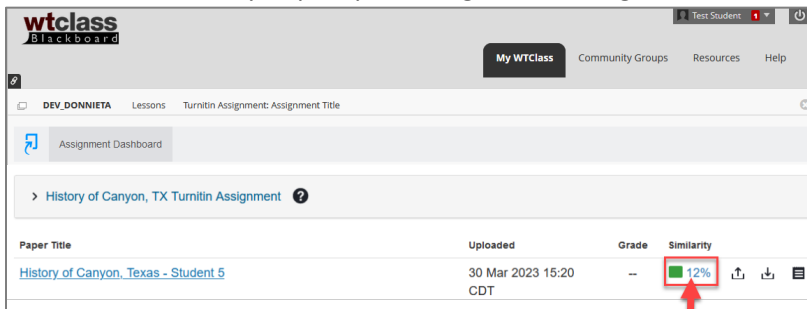 wtclass
Blackboard
Test Student 1
My WTClass Community Groups Resources Help
DEV_DONNIETA Lessons Turnitin Assignment: Assignment Title
Assignment Dashboard
> History of Canyon, TX Turnitin Assignment ?
Paper Title Uploaded Grade Similarity
History of Canyon, Texas - Student 5 30 Mar 2023 15:20 -- 12%
CDT